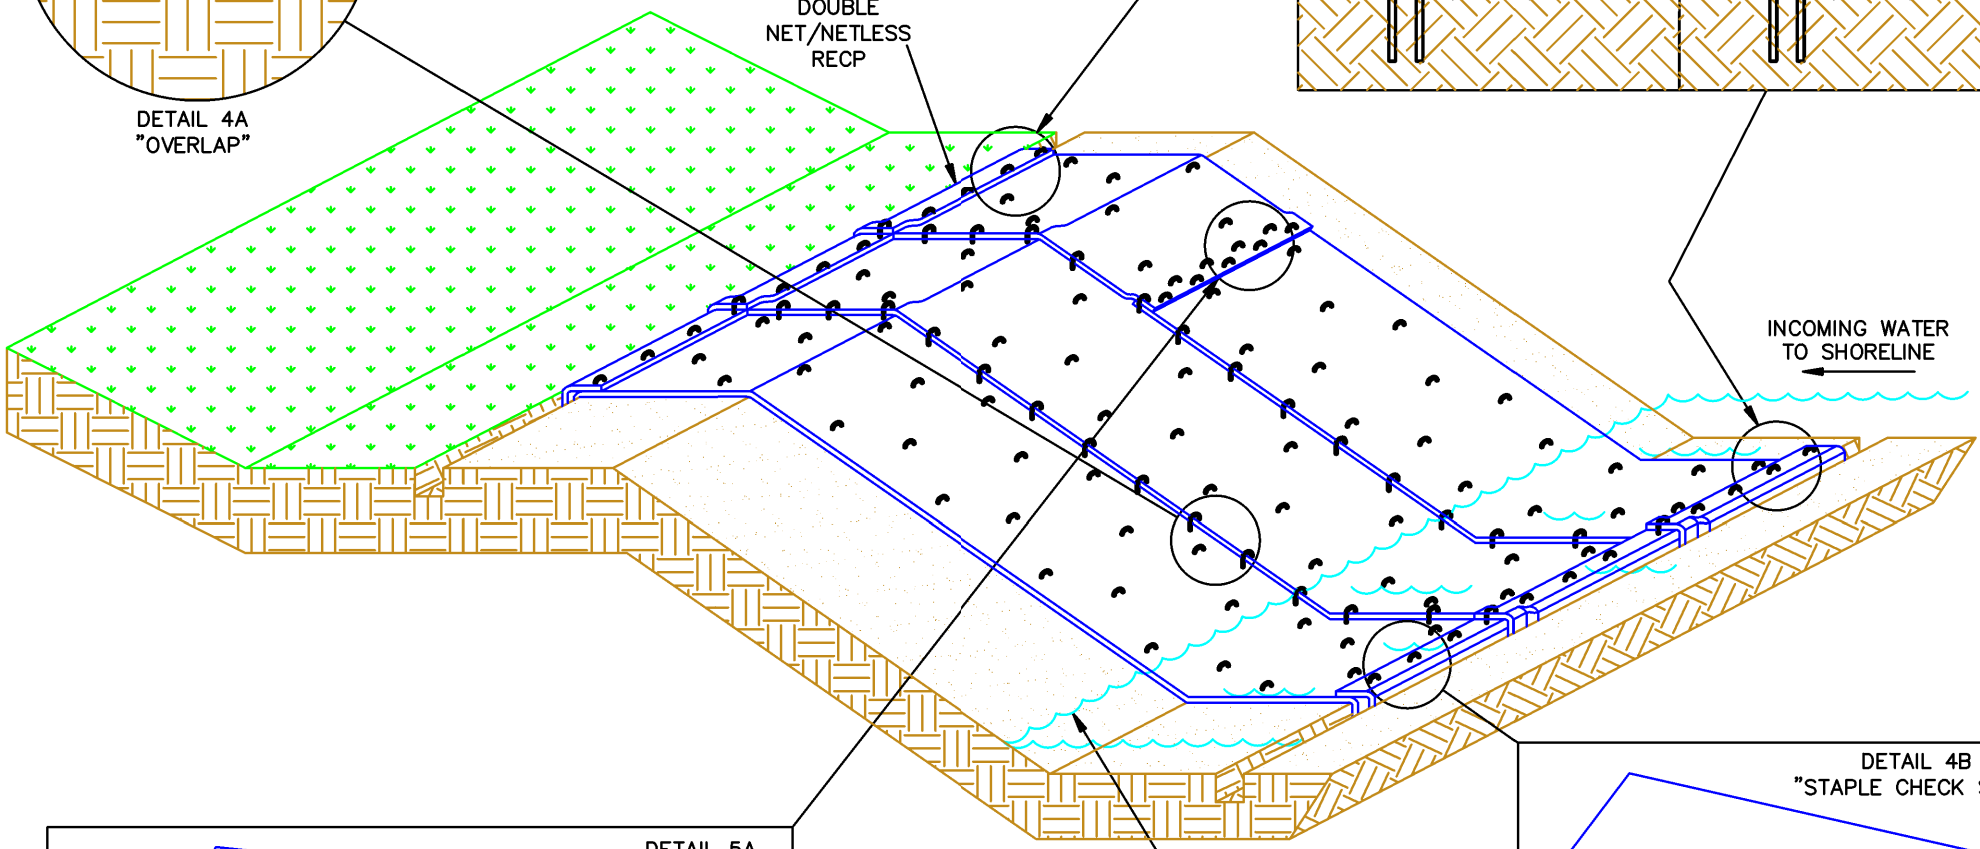 DOUBLE
NET/NETLESS
RECP
DETAIL 4A
"OVERLAP"
INCOMING WATER
TO SHORELINE
DETAIL 4B
"STAPLE CHECK
DETAIL 5A